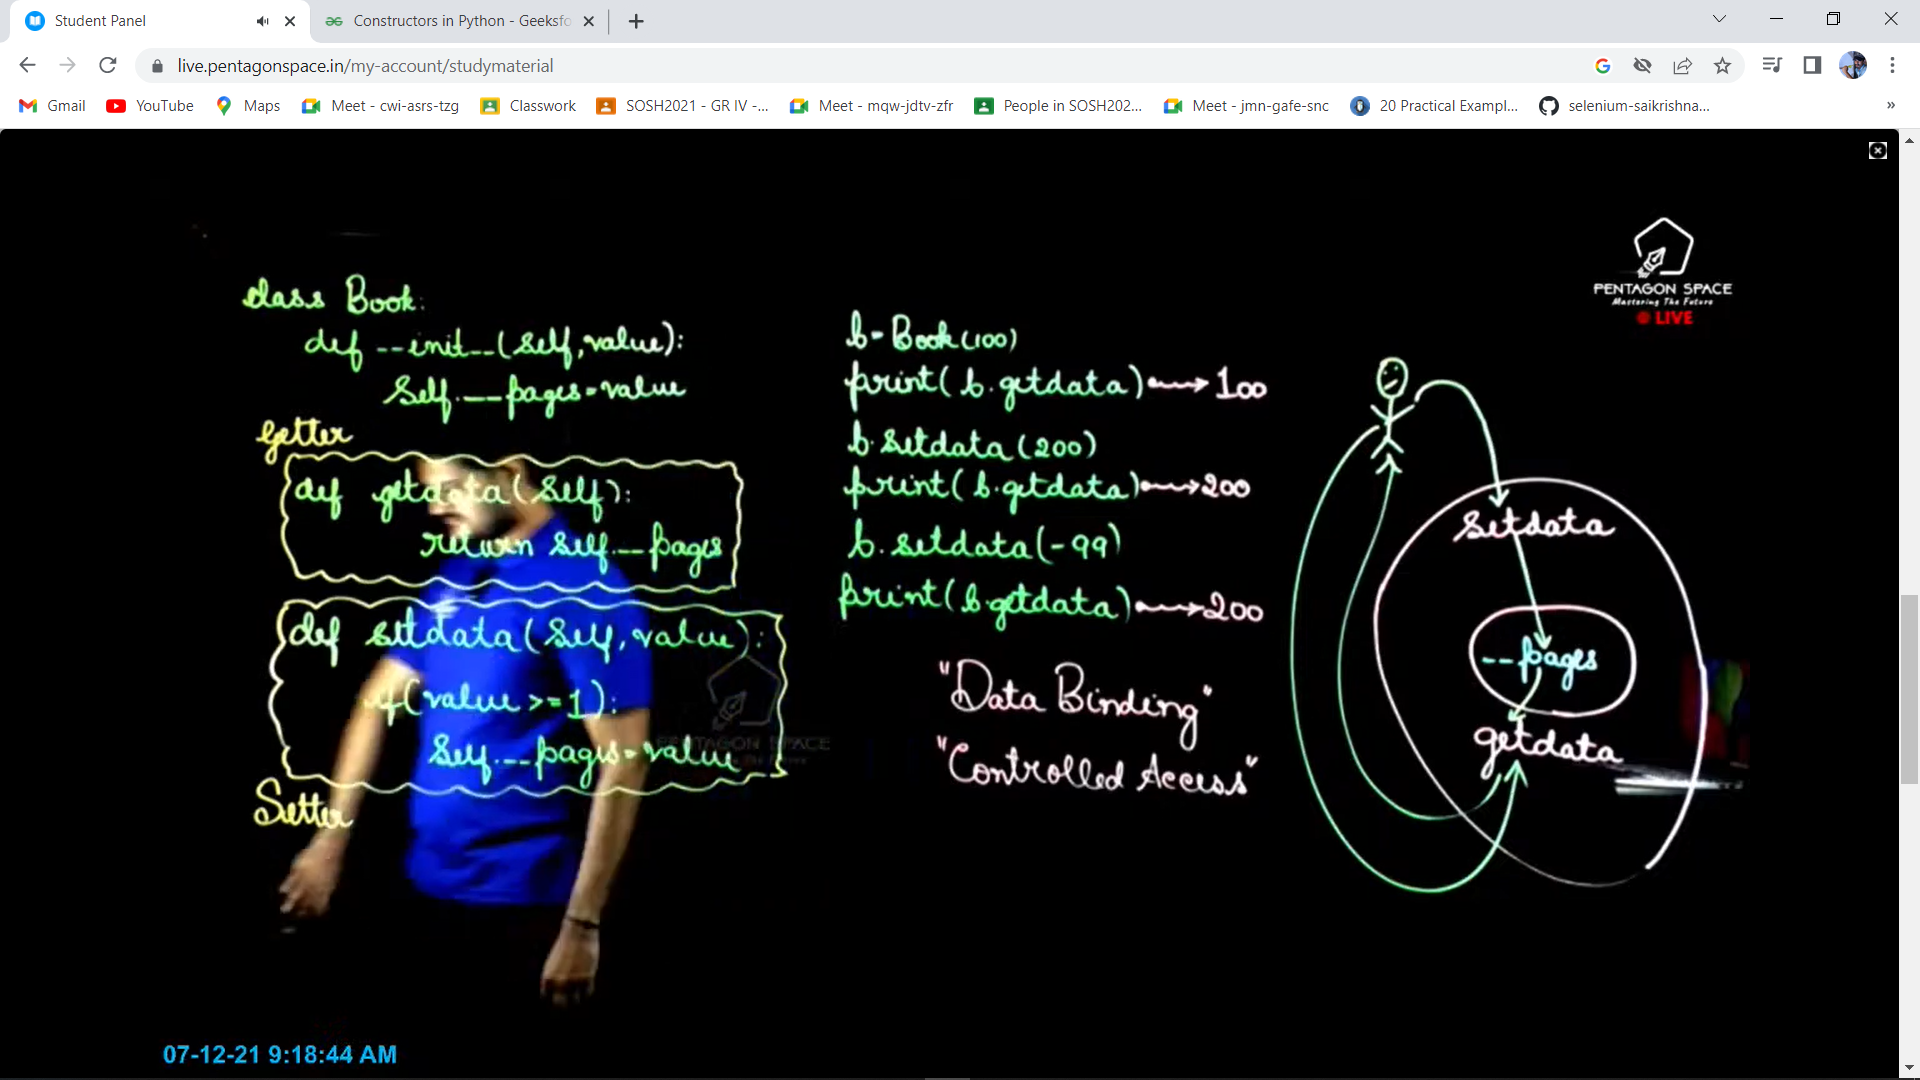 Student Panel
Constructors in Python - Geeksfo
live.pentagonspace.in/my-account/studymaterial
Gmail
YouTube
Maps
Meet - cwi-asrs-tzg
Classwork
SOSH2021 - GR IV -...
Meet - mqw-jdtv-zfr
People in SOSH202...
Meet - jmn-gafe-snc
20 Practical Exampl...
selenium-saikrishna...
»
PENTAGON SPACE
Mastering The Future
LIVE
class Book:
def __init__(self,value):
Self.__pages=value
Getter
def getdata(Self):
return Self.__pages
def setdata(Self,value):
if(value >=1):
Self.__pages=value
Setter
b=Book(100)
print(b.getdata)→100
b.Setdata(200)
print(b.getdata)→200
b.setdata(-99)
print(b.getdata)→200
"Data Binding"
"Controlled Access"
setdata
__pages
getdata
PENTAGON SPACE
07-12-21 9:18:44 AM